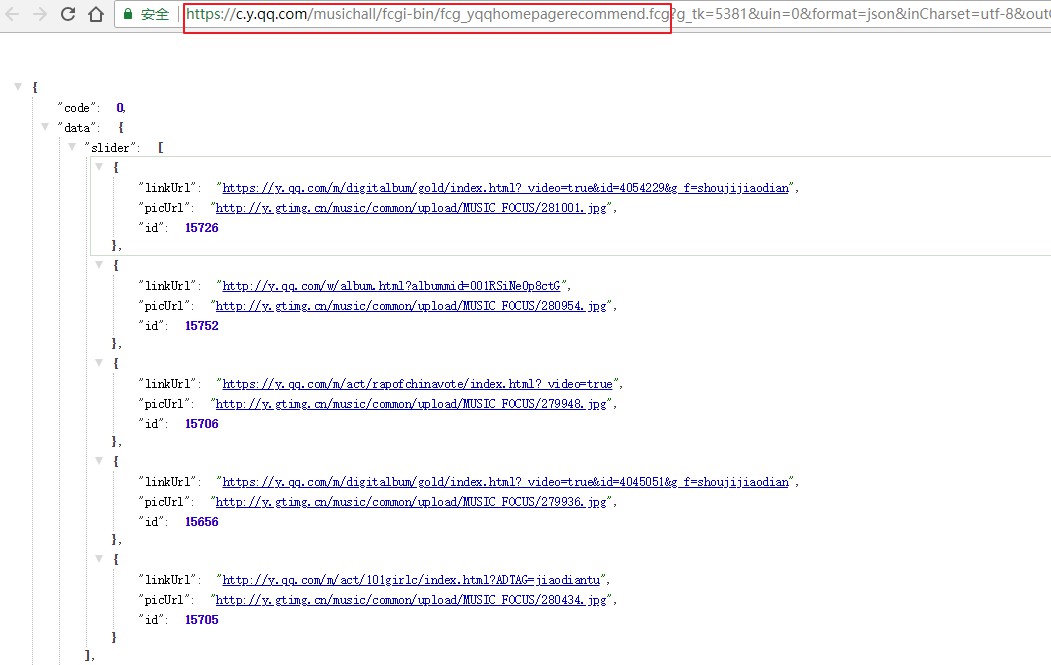 安全 https://c.y.qq.com/musichall/fcgi-bin/fcg_yqqhomepagerecommend.fcg?g_tk=5381&uin=0&format=json&inCharset=utf-8&out
{
"code": 0,
"data": {
"slider": [
{
"linkUrl": "https://y.qq.com/m/digitalbum/gold/index.html?_video=true&id=4054229&g_f=shoujijiaodian",
"picUrl": "http://y.gtimg.cn/music/common/upload/MUSIC_FOCUS/281001.jpg",
"id": 15726
},
{
"linkUrl": "http://y.qq.com/w/album.html?albummid=001RSiNe0p8ctG",
"picUrl": "http://y.gtimg.cn/music/common/upload/MUSIC_FOCUS/280954.jpg",
"id": 15752
},
{
"linkUrl": "https://y.qq.com/m/act/rapofchinavote/index.html?_video=true",
"picUrl": "http://y.gtimg.cn/music/common/upload/MUSIC_FOCUS/279948.jpg",
"id": 15706
},
{
"linkUrl": "https://y.qq.com/m/digitalbum/gold/index.html?_video=true&id=4045051&g_f=shoujijiaodian",
"picUrl": "http://y.gtimg.cn/music/common/upload/MUSIC_FOCUS/279936.jpg",
"id": 15656
},
{
"linkUrl": "http://y.qq.com/m/act/101girlc/index.html?ADTAG=jiaodiantu",
"picUrl": "http://y.gtimg.cn/music/common/upload/MUSIC_FOCUS/280434.jpg",
"id": 15705
}
],